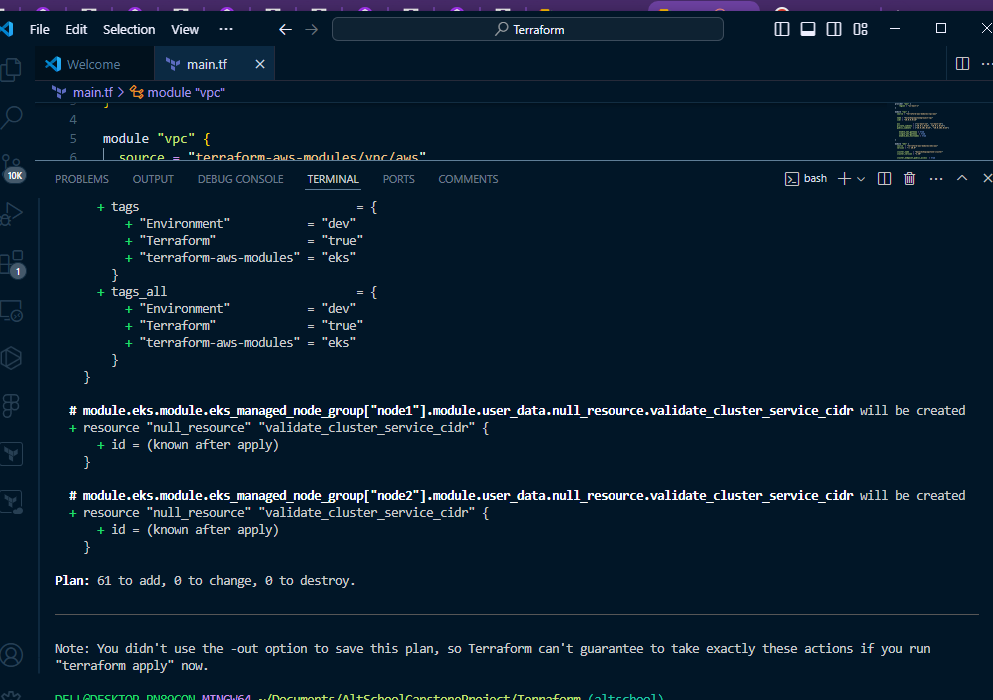 File Edit Selection View ··· Terraform
Welcome main.tf
main.tf > module "vpc"
4
5 module "vpc" {
6 source = "terraform-aws-modules/vpc/aws"
10K
1
PROBLEMS OUTPUT DEBUG CONSOLE TERMINAL PORTS COMMENTS bash
+ tags = {
+ "Environment" = "dev"
+ "Terraform" = "true"
+ "terraform-aws-modules" = "eks"
}
+ tags_all = {
+ "Environment" = "dev"
+ "Terraform" = "true"
+ "terraform-aws-modules" = "eks"
}
}
# module.eks.module.eks_managed_node_group["node1"].module.user_data.null_resource.validate_cluster_service_cidr will be created
+ resource "null_resource" "validate_cluster_service_cidr" {
+ id = (known after apply)
}
# module.eks.module.eks_managed_node_group["node2"].module.user_data.null_resource.validate_cluster_service_cidr will be created
+ resource "null_resource" "validate_cluster_service_cidr" {
+ id = (known after apply)
}
Plan: 61 to add, 0 to change, 0 to destroy.
Note: You didn't use the -out option to save this plan, so Terraform can't guarantee to take exactly these actions if you run
"terraform apply" now.
MINGW64 ~/Documents/AltSchoolCapstoneProject/Terraform (altschool)